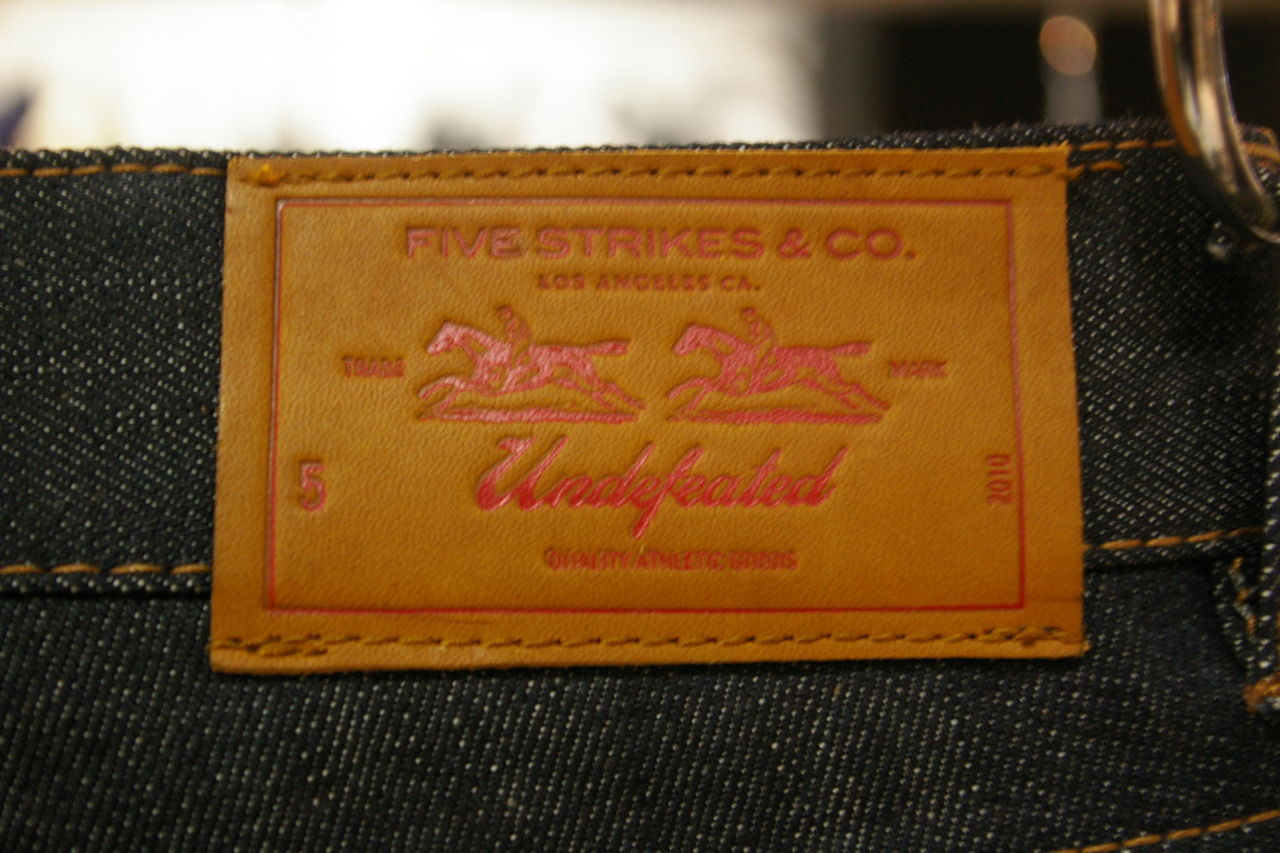 FIVE STRIKES & CO.
LOS ANGELES CA.
TRADE MARK
Undefeated
5
2010
QUALITY ATHLETIC GOODS